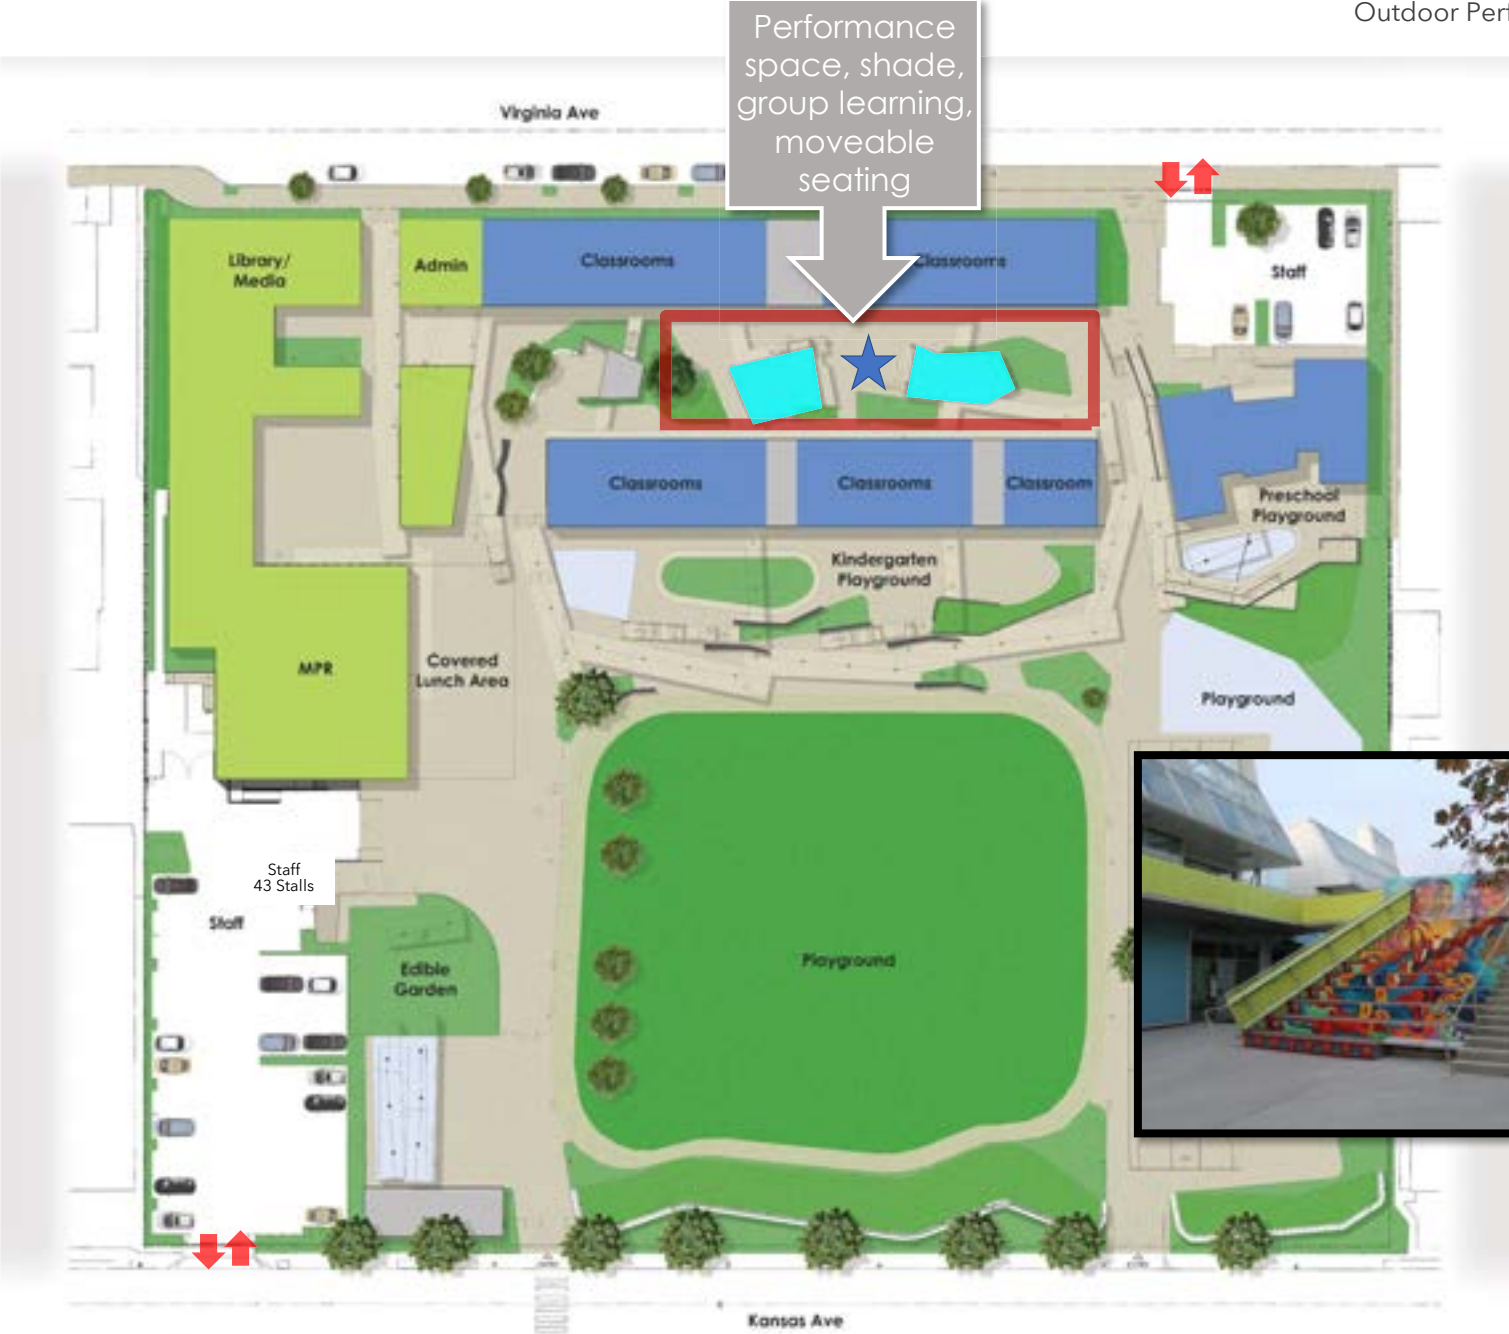 Outdoor Perf
Performance
space, shade,
group learning,
moveable
seating
Virginia Ave
Library/
Media
Admin
Classrooms
Classrooms
Staff
Classrooms
Classrooms
Classroom
Preschool
Playground
Kindergarten
Playground
MPR
Covered
Lunch Area
Playground
Staff
43 Stalls
Staff
Edible
Garden
Playground
Kansas Ave